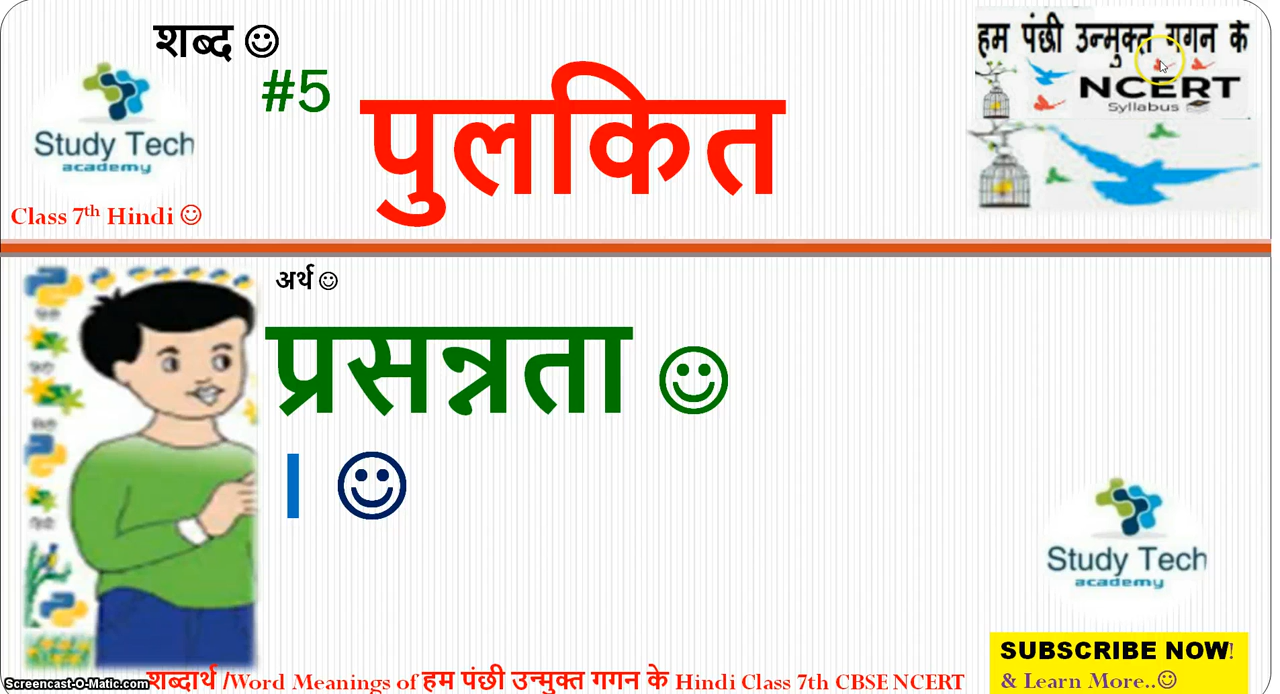 शब्द ☺
#5
पुलकित
हम पंछी उन्मुक्त गगन के
NCERT
Syllabus
Study Tech
academy
Class 7th Hindi ☺
अर्थ ☺
प्रसन्नता ☺
। ☺
Study Tech
academy
SUBSCRIBE NOW!
& Learn More..☺
शब्दार्थ /Word Meanings of हम पंछी उन्मुक्त गगन के Hindi Class 7th CBSE NCERT
Screencast-O-Matic.com